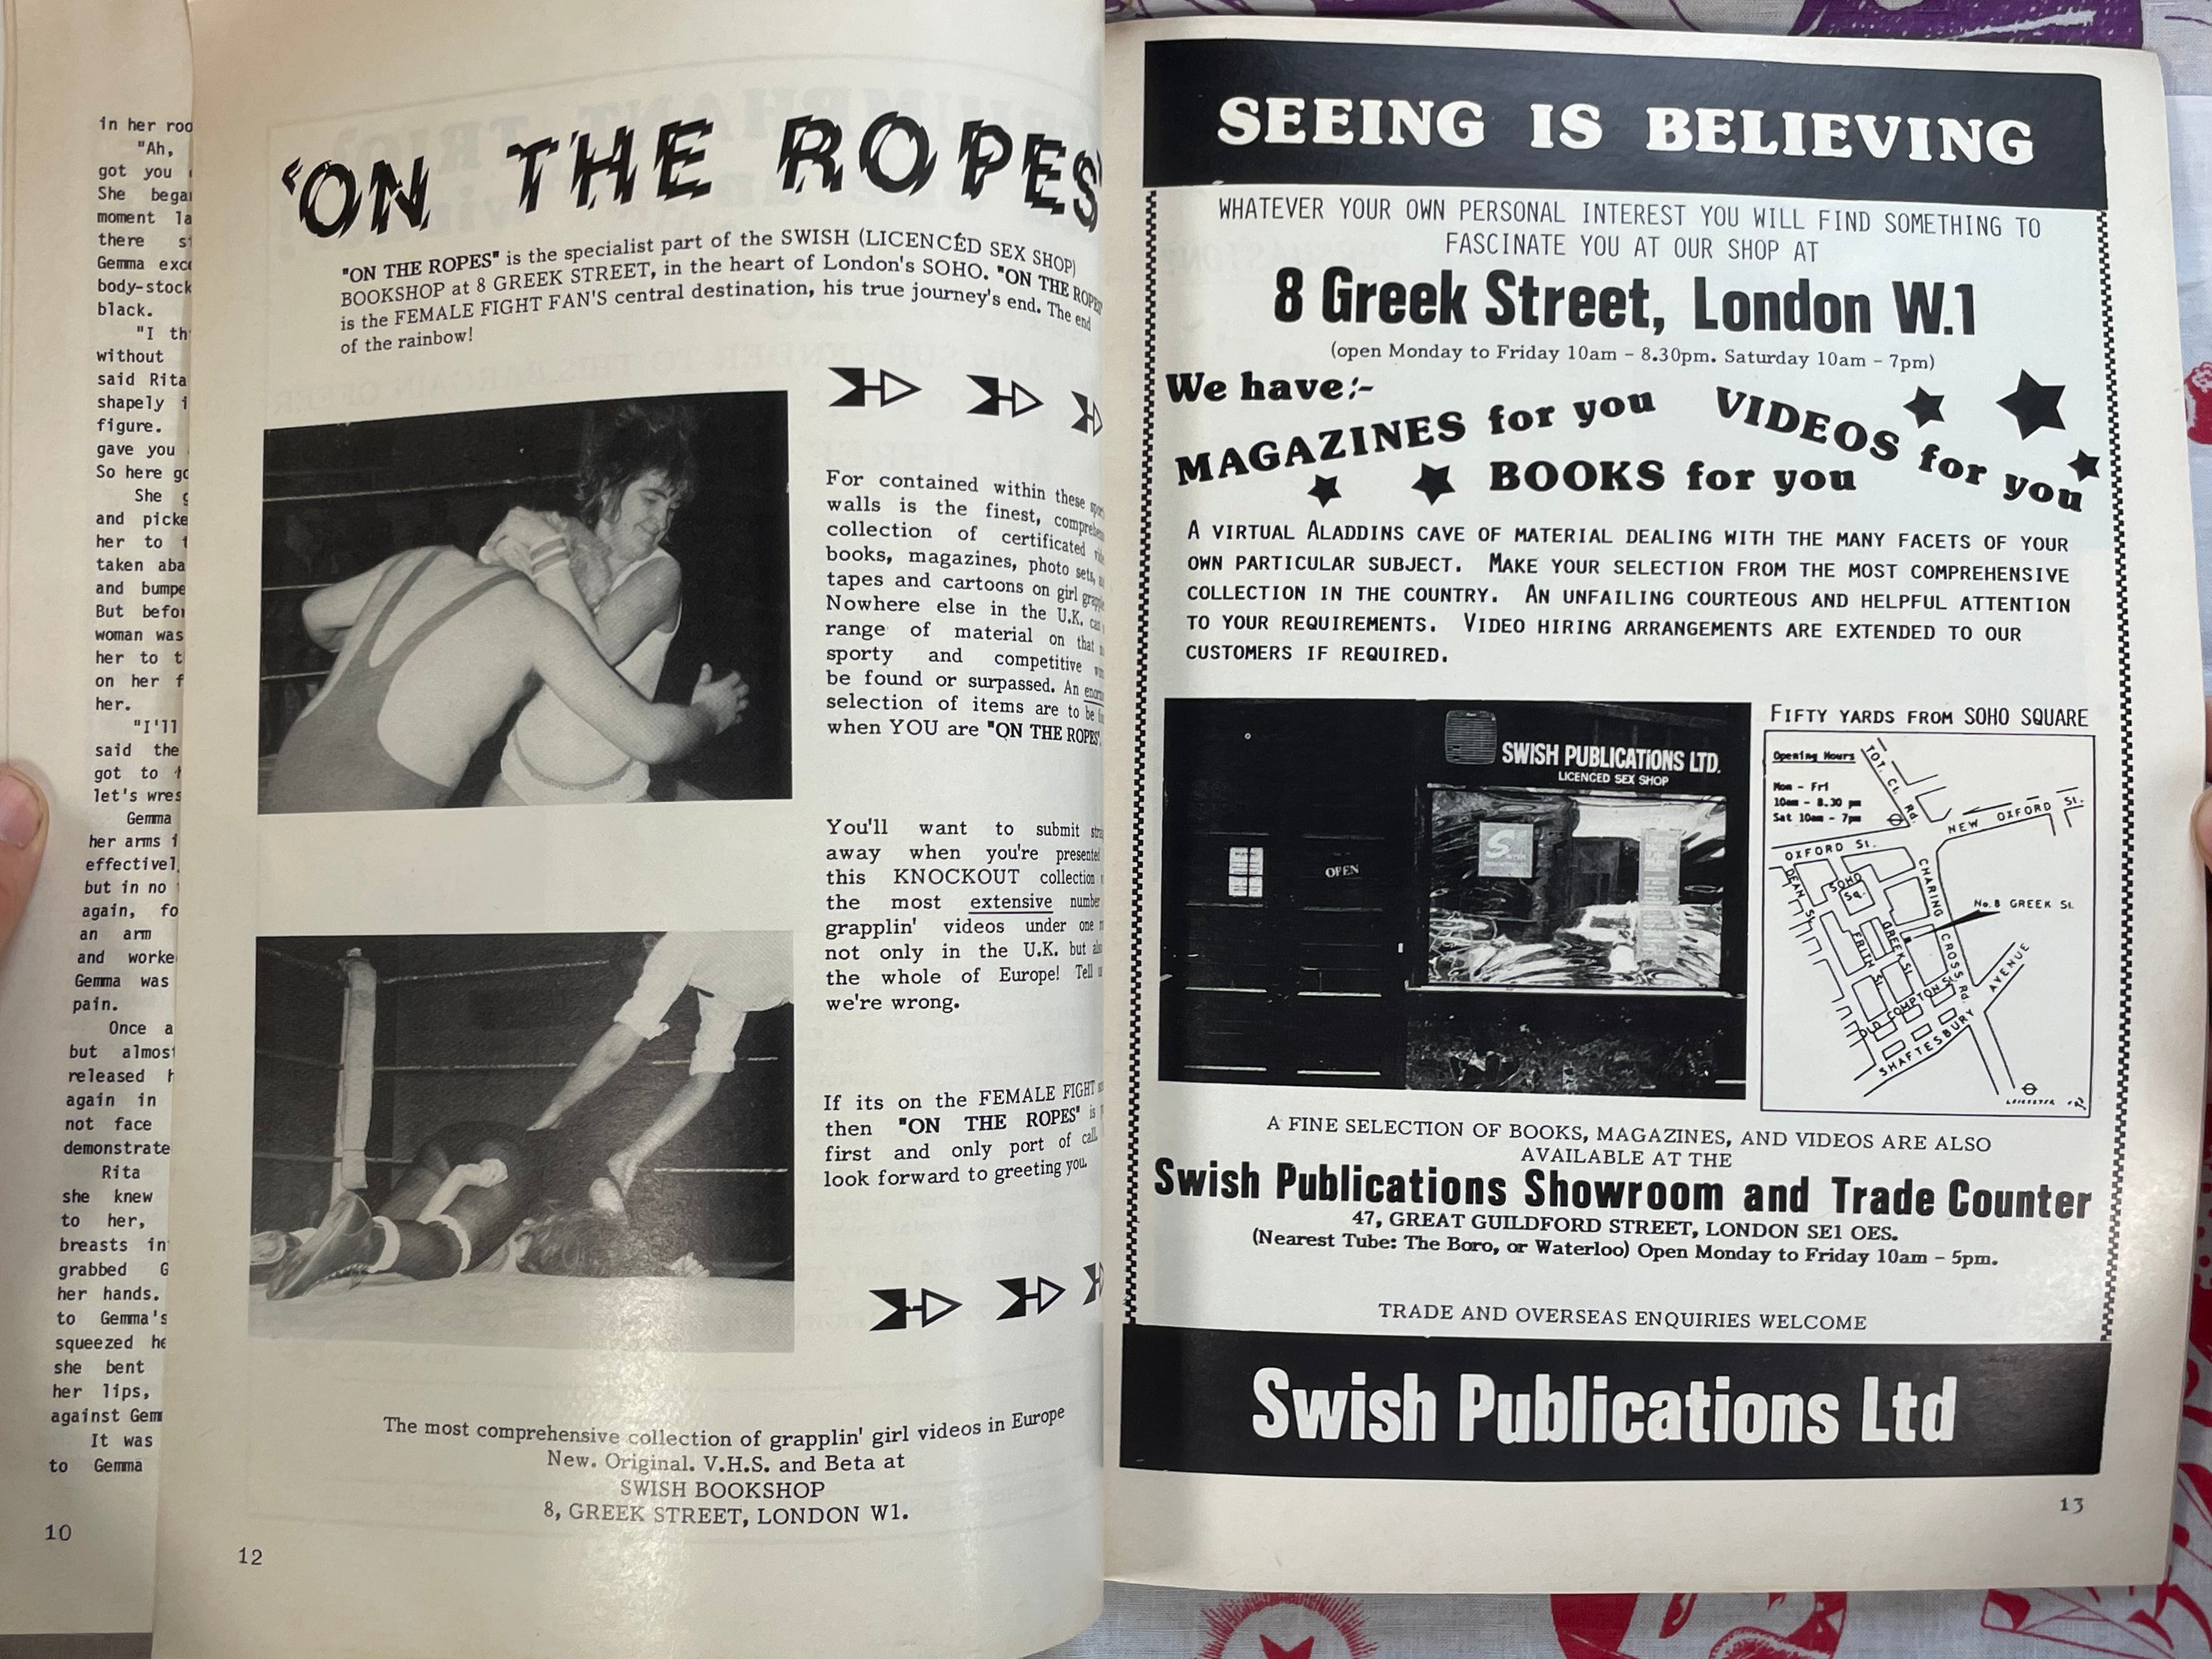 in her roo
"Ah,
got you
She bega
moment la
there s
Gemma exc
body-stock
black.
"I th
without
said Rita
shapely i
figure.
gave you
So here go
She g
and picke
her to t
taken aba
and bumpe
But befor
woman was
her to t
on her f
her.
"I'll
said the
got to
let's wres
Gemma
her arms i
effectivel
but in no
again, fo
an arm
and worke
Gemma was
pain.
Once a
but almos
released h
again in
not face
demonstrate
Rita
she knew
to her,
breasts in
grabbed G
her hands.
to Gemma's
squeezed he
she bent
her lips,
against Gem
It was
to Gemma
10
'ON THE ROPES'
"ON THE ROPES" is the specialist part of the SWISH (LICENCED SEX SHOP)
BOOKSHOP at 8 GREEK STREET, in the heart of London's SOHO. "ON THE ROPES"
is the FEMALE FIGHT FAN'S central destination, his true journey's end. The end
of the rainbow!
For contained within these
walls is the finest,
collection of certificated
books, magazines, photo sets,
tapes and cartoons on girl
Nowhere else in the U.K. can
range of material on that
sporty and competitive
be found or surpassed. An
selection of items are to be
when YOU are "ON THE ROPES".
You'll want to submit
away when you're presented
this KNOCKOUT collection
the most extensive number
grapplin' videos under one
not only in the U.K. but
the whole of Europe! Tell
we're wrong.
If its on the FEMALE FIGHT
then "ON THE ROPES" is
first and only port of call.
look forward to greeting you.
The most comprehensive collection of grapplin' girl videos in Europe
New. Original. V.H.S. and Beta at
SWISH BOOKSHOP
8, GREEK STREET, LONDON W1.
12
SEEING IS BELIEVING
WHATEVER YOUR OWN PERSONAL INTEREST YOU WILL FIND SOMETHING TO
FASCINATE YOU AT OUR SHOP AT
8 Greek Street, London W.1
(open Monday to Friday 10am - 8.30pm. Saturday 10am - 7pm)
We have:-
MAGAZINES for you
VIDEOS for you
BOOKS for you
A VIRTUAL ALADDINS CAVE OF MATERIAL DEALING WITH THE MANY FACETS OF YOUR
OWN PARTICULAR SUBJECT. MAKE YOUR SELECTION FROM THE MOST COMPREHENSIVE
COLLECTION IN THE COUNTRY. AN UNFAILING COURTEOUS AND HELPFUL ATTENTION
TO YOUR REQUIREMENTS. VIDEO HIRING ARRANGEMENTS ARE EXTENDED TO OUR
CUSTOMERS IF REQUIRED.
SWISH PUBLICATIONS LTD.
LICENCED SEX SHOP
OPEN
FIFTY YARDS FROM SOHO SQUARE
Opening Hours
Mon - Fri
10am - 8.30 pm
Sat 10am - 7pm
TOT. Ct. Rd.
NEW OXFORD St.
OXFORD St.
DEAN St.
SOHO Sq.
CHARING CROSS Rd.
No. 8 GREEK St.
FRITH St.
GREEK St.
OLD COMPTON St.
SHAFTESBURY AVENUE
LEICESTER SQ
A FINE SELECTION OF BOOKS, MAGAZINES, AND VIDEOS ARE ALSO
AVAILABLE AT THE
Swish Publications Showroom and Trade Counter
47, GREAT GUILDFORD STREET, LONDON SE1 OES.
(Nearest Tube: The Boro, or Waterloo) Open Monday to Friday 10am - 5pm.
TRADE AND OVERSEAS ENQUIRIES WELCOME
Swish Publications Ltd
13